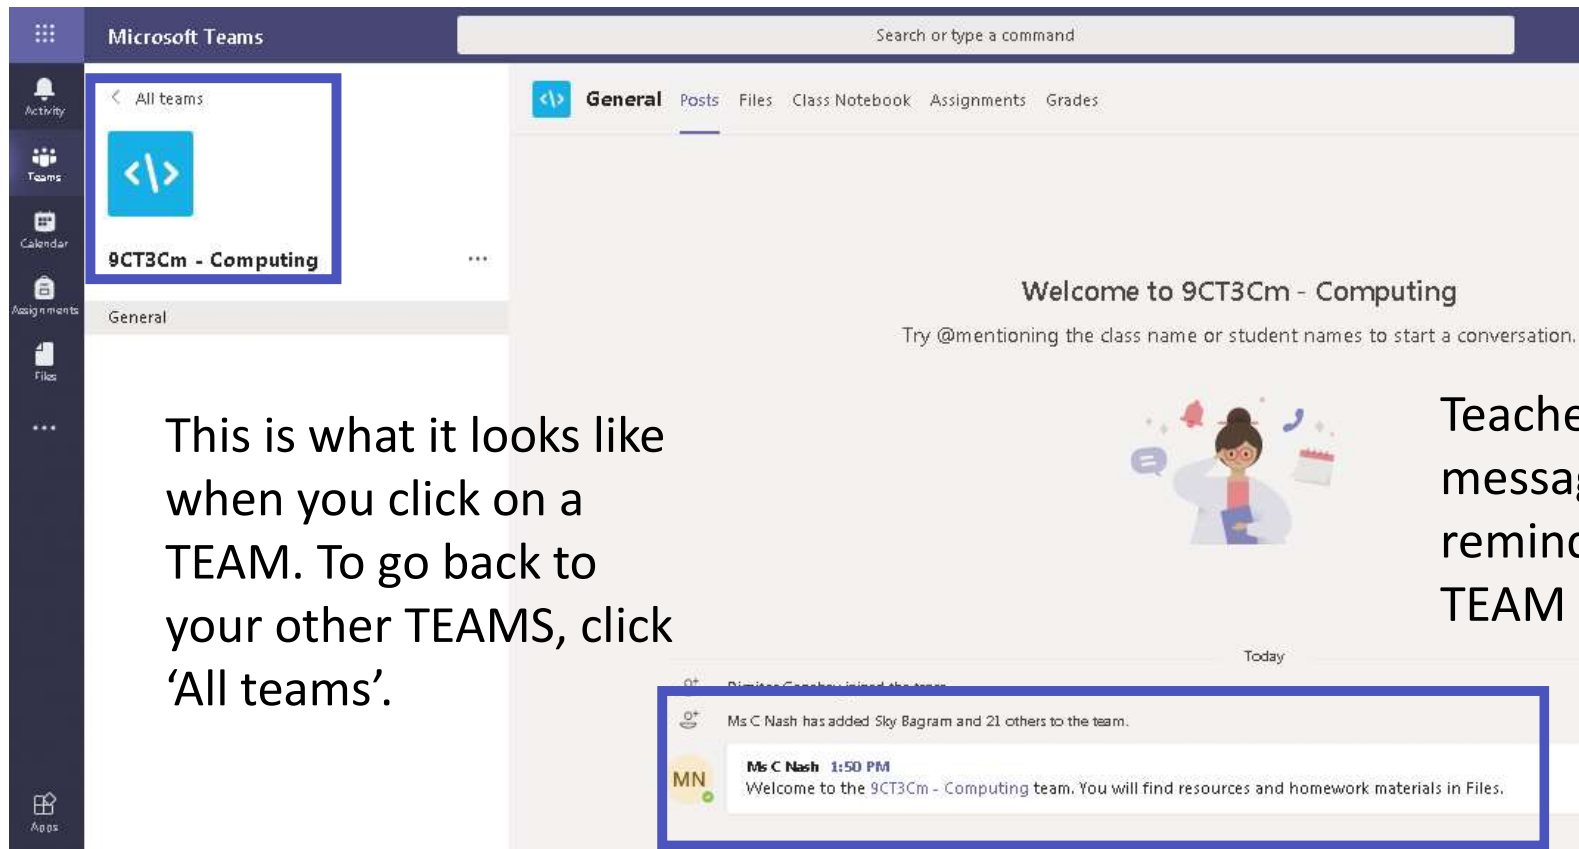 Microsoft Teams
Search or type a command
Activity
Teams
Calendar
Assignments
Files
Apps
All teams
9CT3Cm - Computing
General
General Posts Files Class Notebook Assignments Grades
Welcome to 9CT3Cm - Computing
Try @mentioning the class name or student names to start a conversation.
This is what it looks like
when you click on a
TEAM. To go back to
your other TEAMS, click
‘All teams’.
TEAM
Today
joined the team
Ms C Nash has added Sky Bagram and 21 others to the team.
MN
Ms C Nash 1:50 PM
Welcome to the 9CT3Cm - Computing team. You will find resources and homework materials in Files.